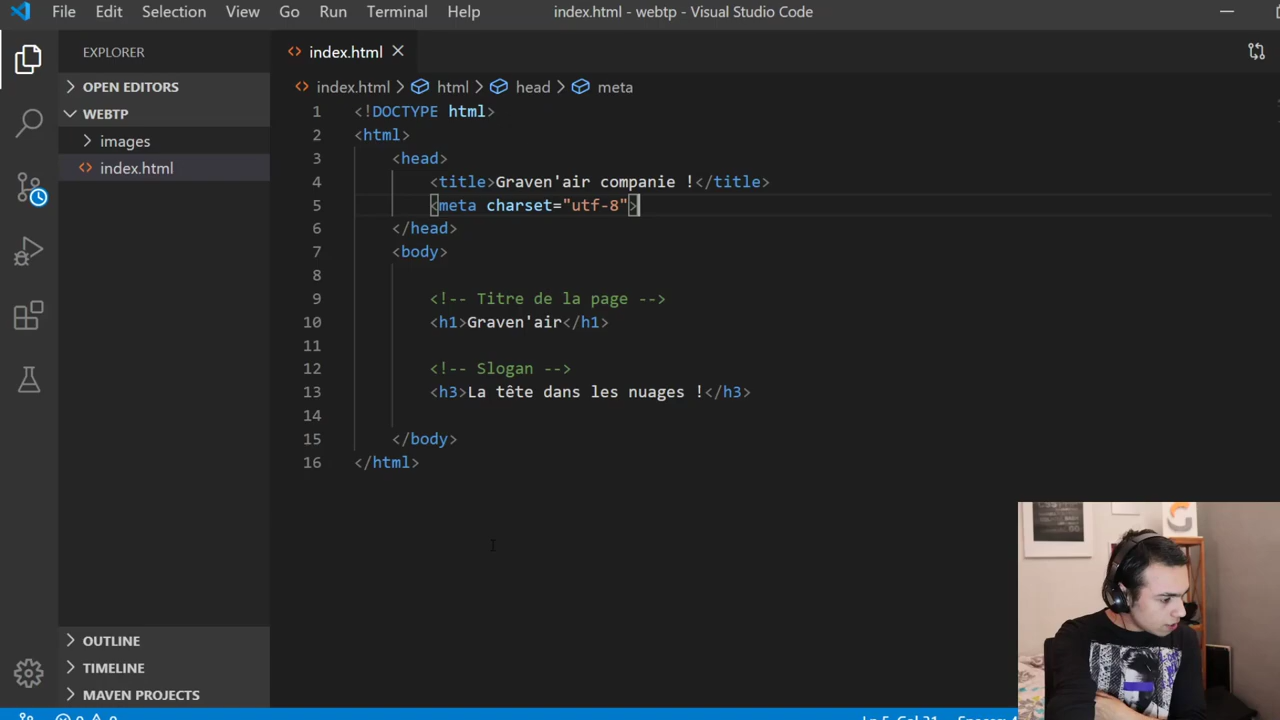 File Edit Selection View Go Run Terminal Help index.html - webtp - Visual Studio Code
EXPLORER
OPEN EDITORS
WEBTP
images
index.html
OUTLINE
TIMELINE
MAVEN PROJECTS
index.html
index.html > html > head > meta
1 <!DOCTYPE html>
2 <html>
3 <head>
4 <title>Graven'air companie !</title>
5 <meta charset="utf-8">
6 </head>
7 <body>
8
9 <!-- Titre de la page -->
10 <h1>Graven'air</h1>
11
12 <!-- Slogan -->
13 <h3>La tête dans les nuages !</h3>
14
15 </body>
16 </html>